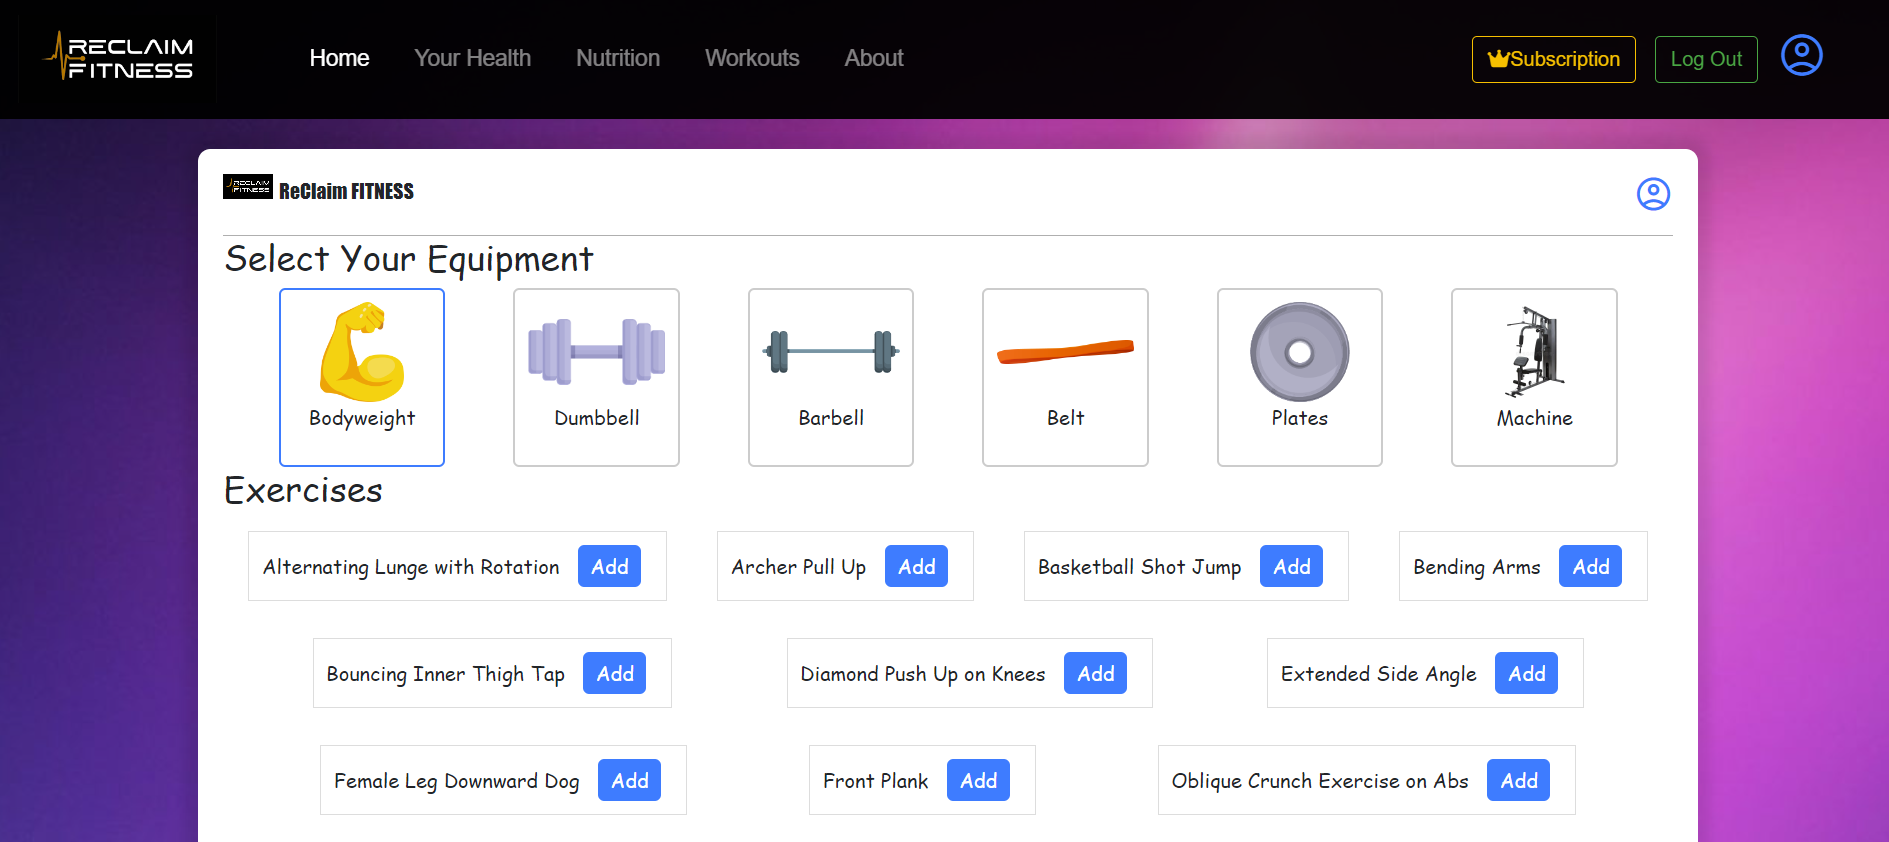 RECLAIM
FITNESS
Home Your Health Nutrition Workouts About
Subscription Log Out
RECLAIM
FITNESS
ReClaim FITNESS
Select Your Equipment
Bodyweight Dumbbell Barbell Belt Plates Machine
Exercises
Alternating Lunge with Rotation Add Archer Pull Up Add Basketball Shot Jump Add Bending Arms Add
Bouncing Inner Thigh Tap Add Diamond Push Up on Knees Add Extended Side Angle Add
Female Leg Downward Dog Add Front Plank Add Oblique Crunch Exercise on Abs Add